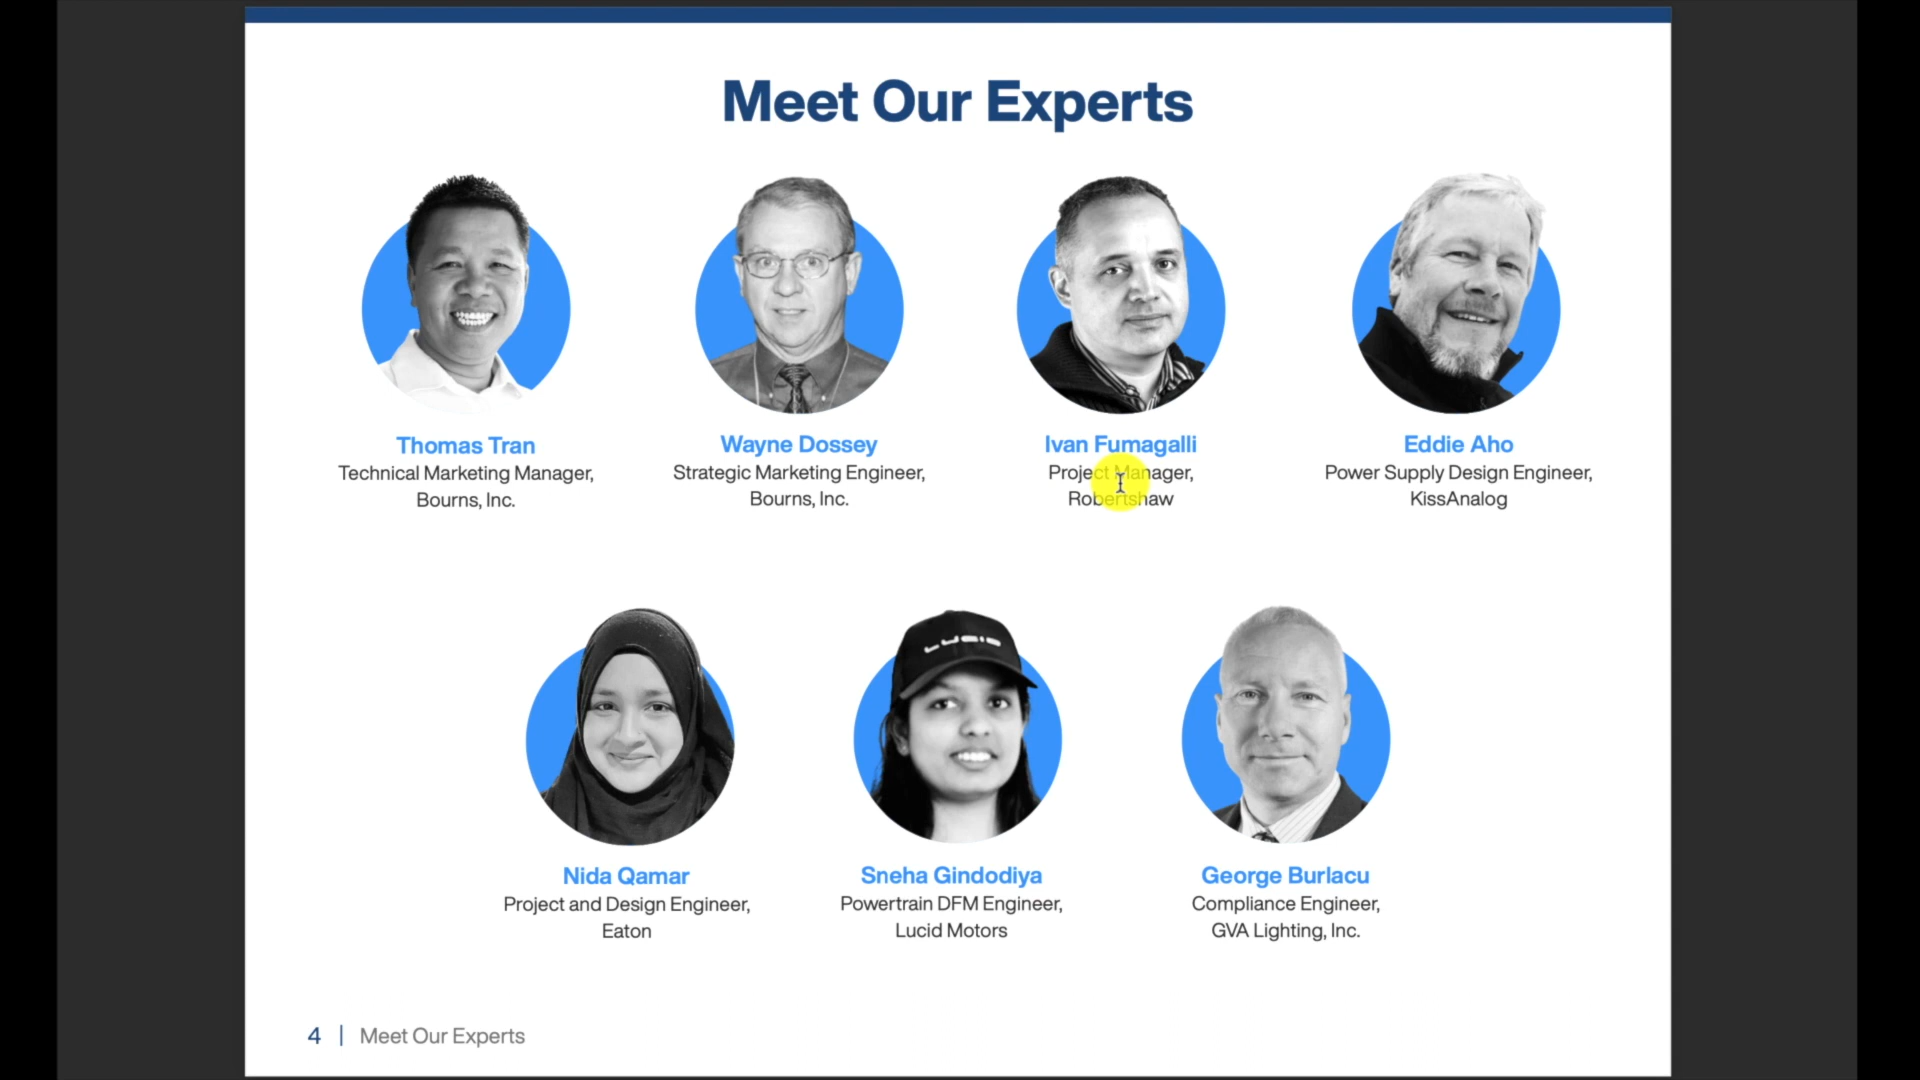 Meet Our Experts
Thomas Tran
Technical Marketing Manager,
Bourns, Inc.
Wayne Dossey
Strategic Marketing Engineer,
Bourns, Inc.
Ivan Fumagalli
Project Manager,
Robertshaw
Eddie Aho
Power Supply Design Engineer,
KissAnalog
LUCID
Nida Qamar
Project and Design Engineer,
Eaton
Sneha Gindodiya
Powertrain DFM Engineer,
Lucid Motors
George Burlacu
Compliance Engineer,
GVA Lighting, Inc.
4 | Meet Our Experts